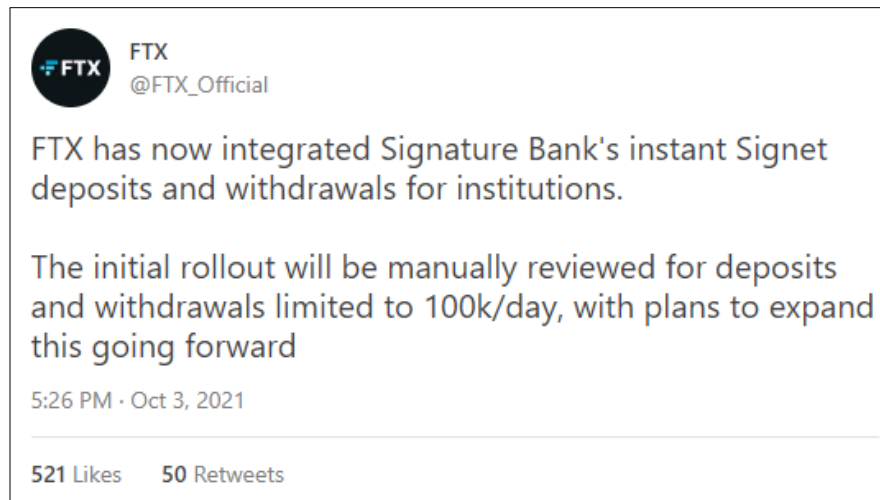 FTX
FTX
@FTX_Official
FTX has now integrated Signature Bank's instant Signet
deposits and withdrawals for institutions.
The initial rollout will be manually reviewed for deposits
and withdrawals limited to 100k/day, with plans to expand
this going forward
5:26 PM · Oct 3, 2021
521 Likes 50 Retweets